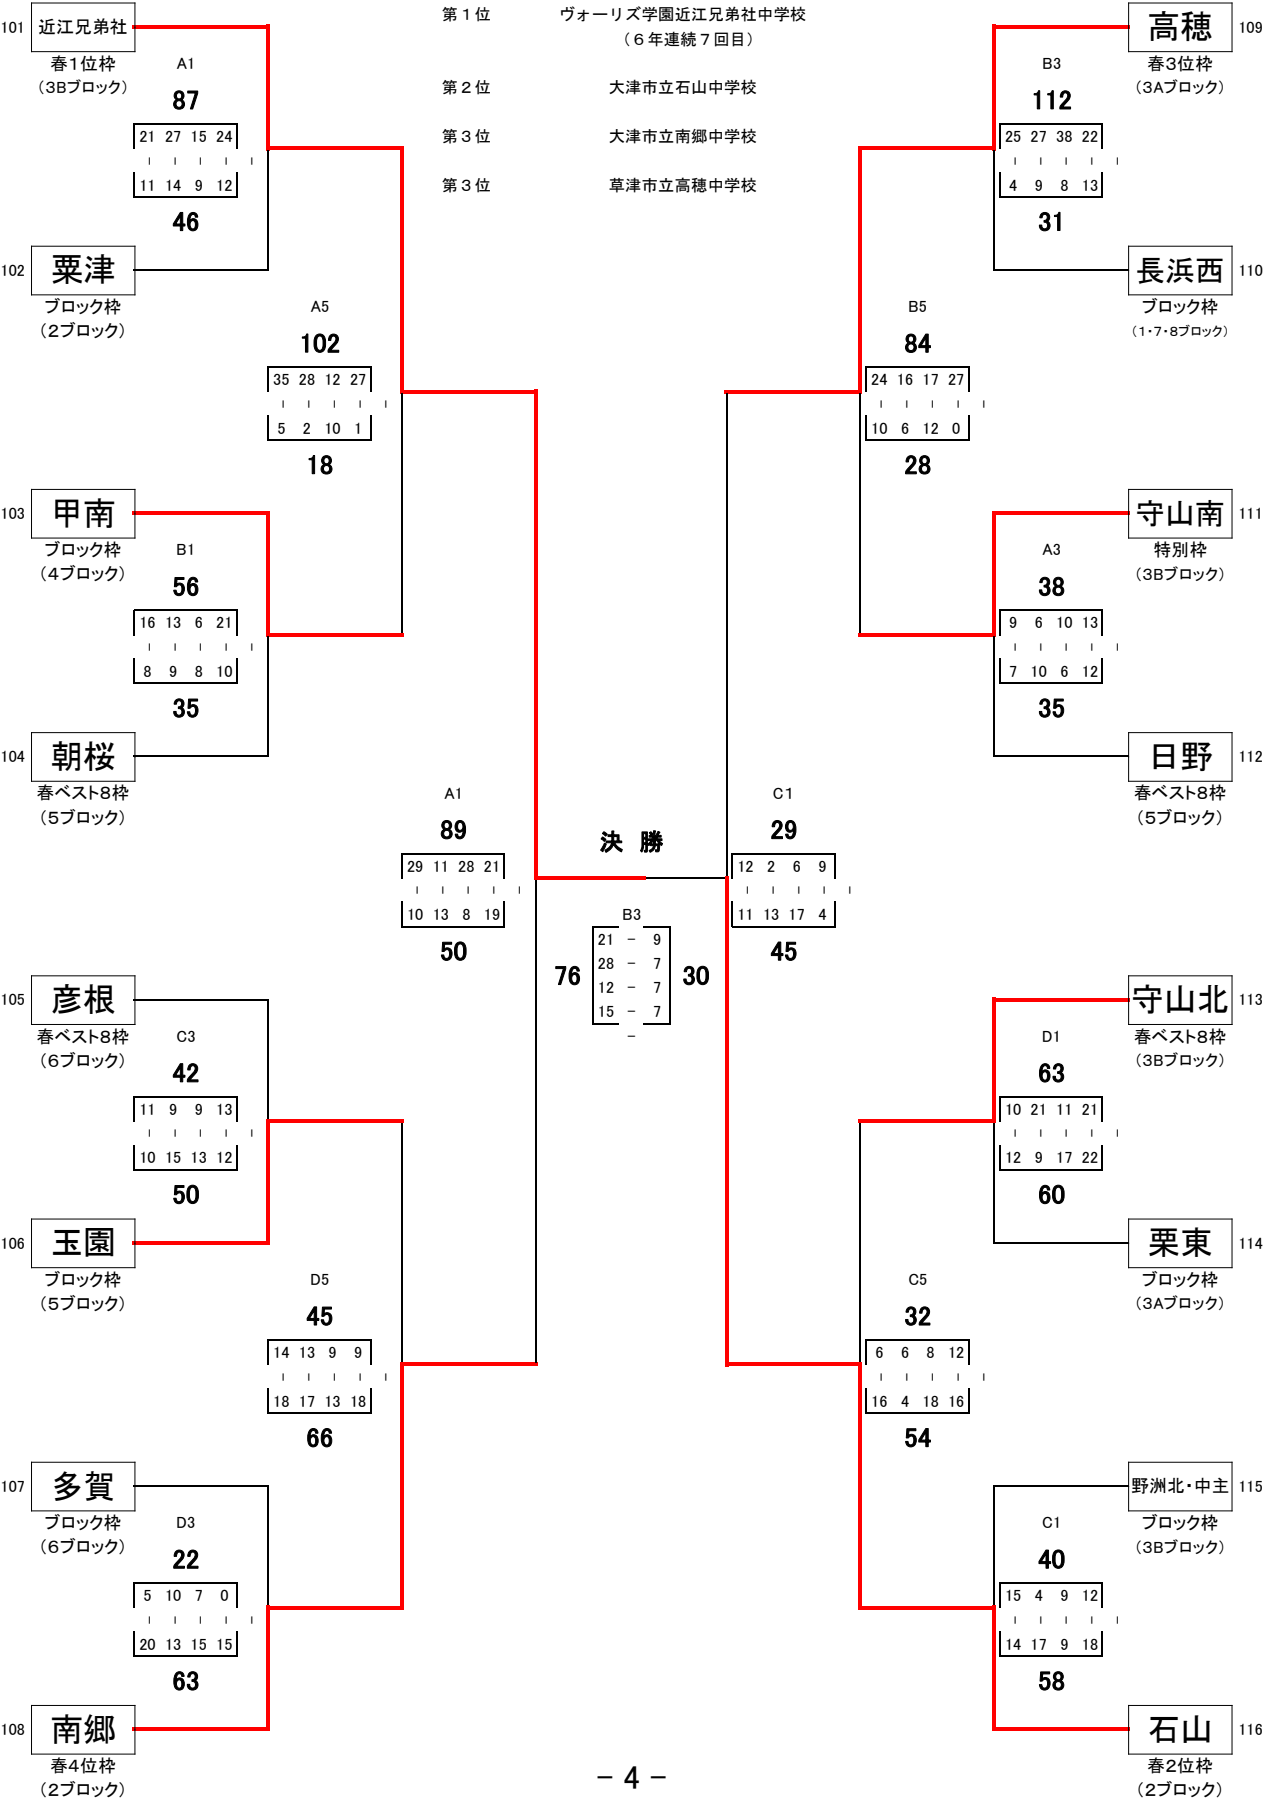 第１位 ヴォーリズ学園近江兄弟社中学校
（６年連続７回目）
第２位 大津市立石山中学校
第３位 大津市立南郷中学校
第３位 草津市立高穂中学校
101 近江兄弟社
春1位枠
(3Bブロック)
A1
87
21 27 15 24
- - - - -
11 14 9 12
46
102 粟津
ブロック枠
(2ブロック)
A5
102
35 28 12 27
- - - - -
5 2 10 1
18
103 甲南
ブロック枠
(4ブロック)
B1
56
16 13 6 21
- - - - -
8 9 8 10
35
104 朝桜
春ベスト8枠
(5ブロック)
A1
89
29 11 28 21
- - - - -
10 13 8 19
50
105 彦根
春ベスト8枠
(6ブロック)
C3
42
11 9 9 13
- - - - -
10 15 13 12
50
106 玉園
ブロック枠
(5ブロック)
D5
45
14 13 9 9
- - - - -
18 17 13 18
66
107 多賀
ブロック枠
(6ブロック)
D3
22
5 10 7 0
- - - - -
20 13 15 15
63
108 南郷
春4位枠
(2ブロック)
決 勝
B3
21 - 9
28 - 7
76 30
12 - 7
15 - 7
-
高穂 109
春3位枠
(3Aブロック)
B3
112
25 27 38 22
- - - - -
4 9 8 13
31
長浜西 110
ブロック枠
(1・7・8ブロック)
B5
84
24 16 17 27
- - - - -
10 6 12 0
28
守山南 111
特別枠
(3Bブロック)
A3
38
9 6 10 13
- - - - -
7 10 6 12
35
日野 112
春ベスト8枠
(5ブロック)
C1
29
12 2 6 9
- - - - -
11 13 17 4
45
守山北 113
春ベスト8枠
(3Bブロック)
D1
63
10 21 11 21
- - - - -
12 9 17 22
60
栗東 114
ブロック枠
(3Aブロック)
C5
32
6 6 8 12
- - - - -
16 4 18 16
54
野洲北・中主 115
ブロック枠
(3Bブロック)
C1
40
15 4 9 12
- - - - -
14 17 9 18
58
石山 116
春2位枠
(2ブロック)
- 4 -